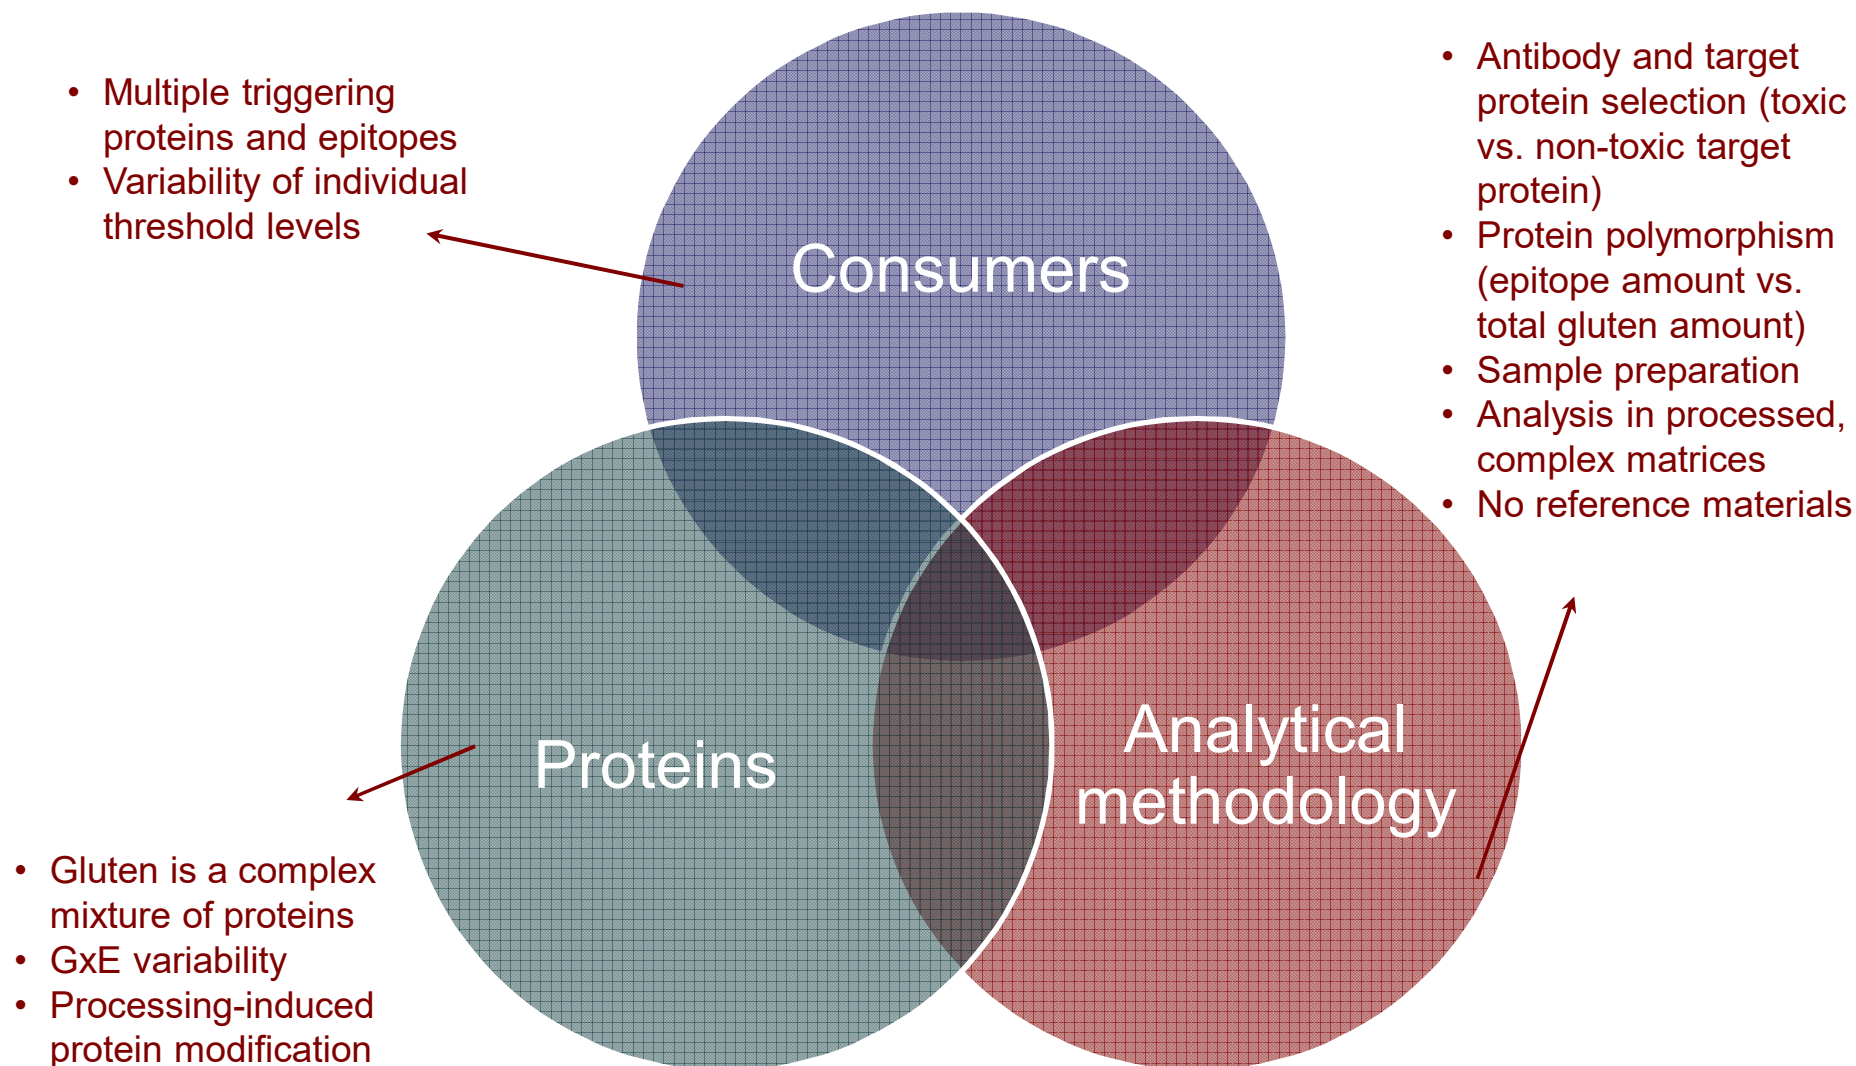 • Multiple triggering
proteins and epitopes
• Variability of individual
threshold levels
• Antibody and target
protein selection (toxic
vs. non-toxic target
protein)
• Protein polymorphism
(epitope amount vs.
total gluten amount)
• Sample preparation
• Analysis in processed,
complex matrices
• No reference materials
Consumers
Proteins
Analytical
methodology
• Gluten is a complex
mixture of proteins
• GxE variability
• Processing-induced
protein modification